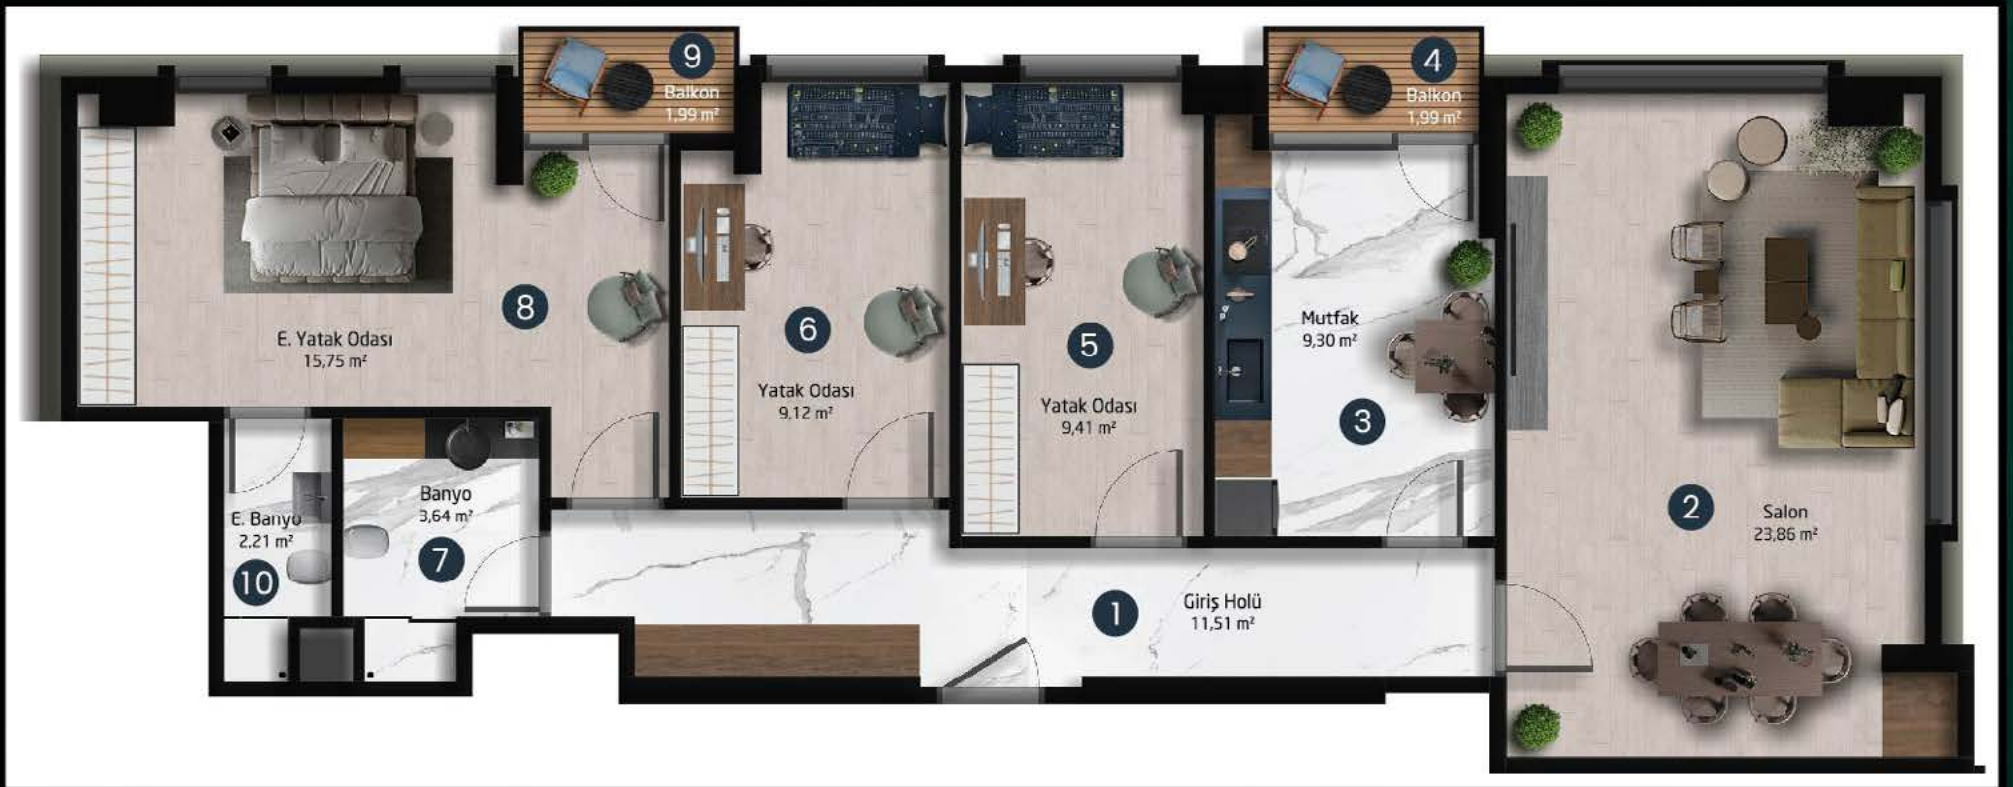 9
Balkon
1,99 m²
4
Balkon
1,99 m²
8
E. Yatak Odası
15,75 m²
6
Yatak Odası
9,12 m²
5
Yatak Odası
9,41 m²
Mutfak
9,30 m²
3
2
Salon
23,86 m²
Banyo
3,64 m²
7
E. Banyo
2,21 m²
10
1
Giriş Holü
11,51 m²